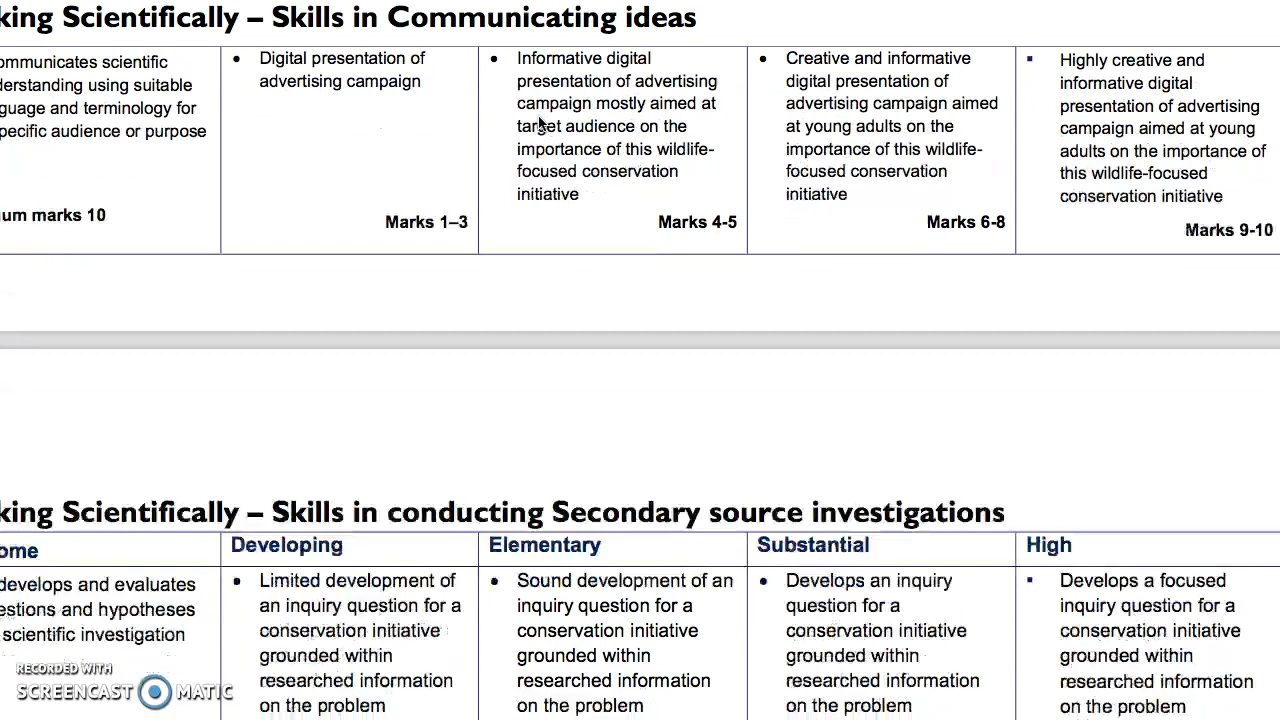 king Scientifically – Skills in Communicating ideas
ommunicates scientific
derstanding using suitable
guage and terminology for
pecific audience or purpose
um marks 10
• Digital presentation of
advertising campaign
Marks 1–3
• Informative digital
presentation of advertising
campaign mostly aimed at
target audience on the
importance of this wildlife-
focused conservation
initiative
Marks 4-5
• Creative and informative
digital presentation of
advertising campaign aimed
at young adults on the
importance of this wildlife-
focused conservation
initiative
Marks 6-8
▪ Highly creative and
informative digital
presentation of advertising
campaign aimed at young
adults on the importance of
this wildlife-focused
conservation initiative
Marks 9-10
king Scientifically – Skills in conducting Secondary source investigations
ome
develops and evaluates
estions and hypotheses
scientific investigation
Developing
• Limited development of
an inquiry question for a
conservation initiative
grounded within
researched information
on the problem
Elementary
• Sound development of an
inquiry question for a
conservation initiative
grounded within
researched information
on the problem
Substantial
• Develops an inquiry
question for a
conservation initiative
grounded within
researched information
on the problem
High
▪ Develops a focused
inquiry question for a
conservation initiative
grounded within
researched information
on the problem
RECORDED WITH
SCREENCAST MATIC